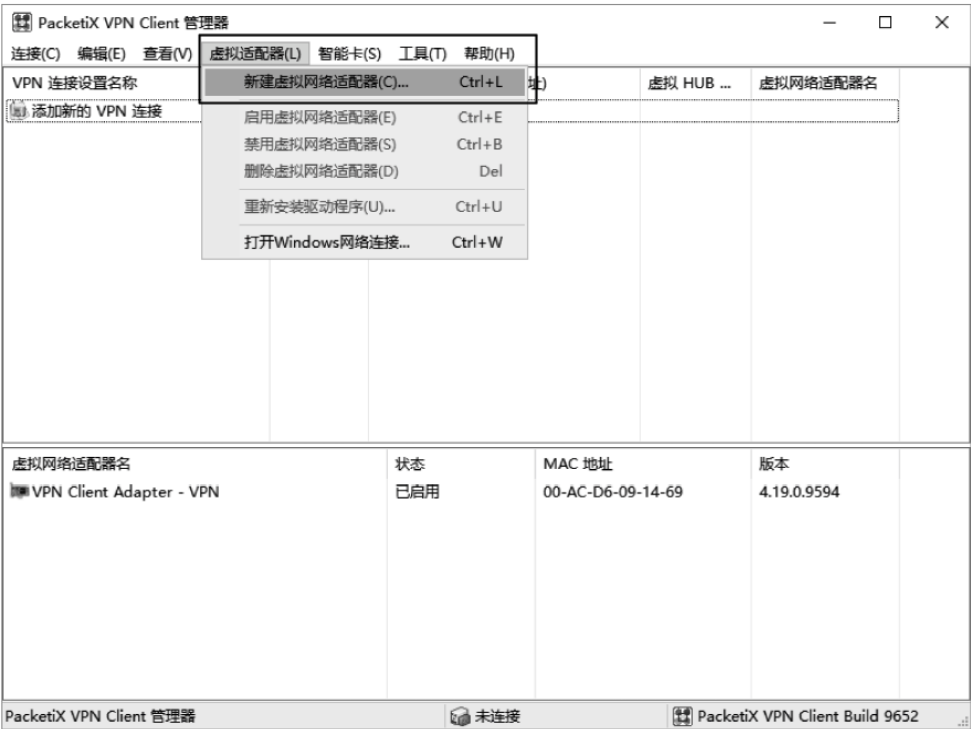 PacketiX VPN Client 管理器
连接(C) 编辑(E) 查看(V) 虚拟适配器(L) 智能卡(S) 工具(T) 帮助(H)
VPN 连接设置名称 址) 虚拟 HUB ... 虚拟网络适配器名
添加新的 VPN 连接
新建虚拟网络适配器(C)... Ctrl+L
启用虚拟网络适配器(E) Ctrl+E
禁用虚拟网络适配器(S) Ctrl+B
删除虚拟网络适配器(D) Del
重新安装驱动程序(U)... Ctrl+U
打开Windows网络连接... Ctrl+W
虚拟网络适配器名 状态 MAC 地址 版本
VPN Client Adapter - VPN 已启用 00-AC-D6-09-14-69 4.19.0.9594
PacketiX VPN Client 管理器 未连接 PacketiX VPN Client Build 9652